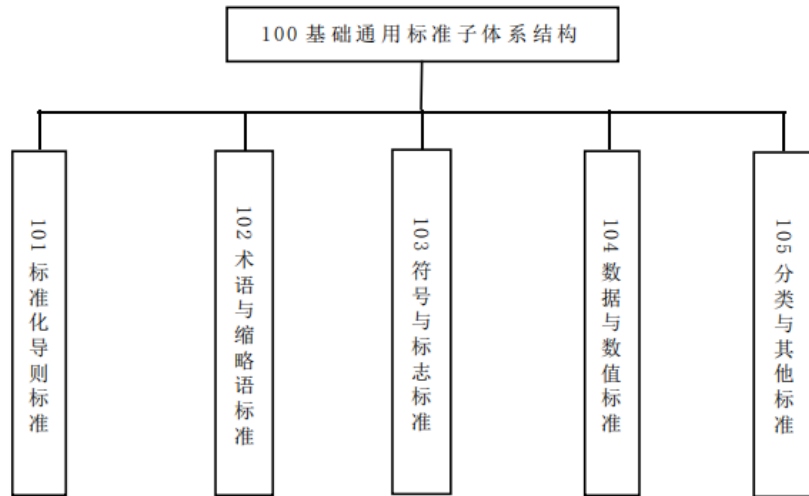 100 基础通用标准子体系结构
101 标准化导则标准
102 术语与缩略语标准
103 符号与标志标准
104 数据与数值标准
105 分类与其他标准